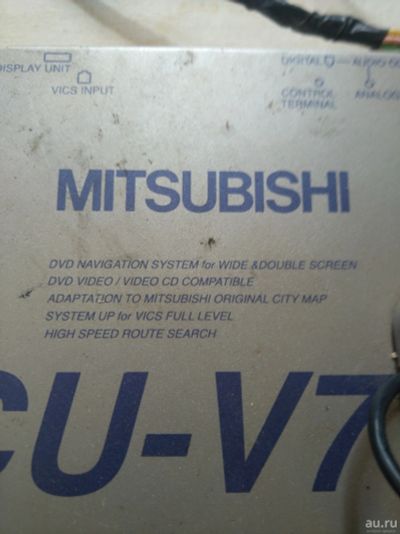 DISPLAY UNIT
VICS INPUT
DIGITAL
AUDIO
CONTROL
TERMINAL
ANALOG
MITSUBISHI
DVD NAVIGATION SYSTEM for WIDE &DOUBLE SCREEN
DVD VIDEO / VIDEO CD COMPATIBLE
ADAPTATION TO MITSUBISHI ORIGINAL CITY MAP
SYSTEM UP for VICS FULL LEVEL
HIGH SPEED ROUTE SEARCH
CU-V7
au.ru